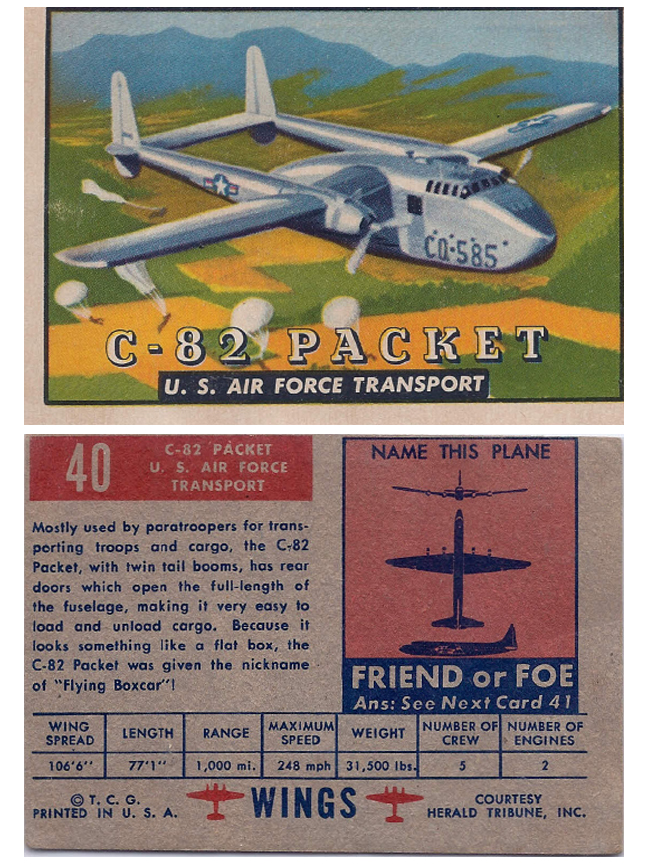 CQ-585
C-82 PACKET
U. S. AIR FORCE TRANSPORT
40
C-82 PACKET
U. S. AIR FORCE
TRANSPORT
Mostly used by paratroopers for trans-
porting troops and cargo, the C-82
Packet, with twin tail booms, has rear
doors which open the full-length of
the fuselage, making it very easy to
load and unload cargo. Because it
looks something like a flat box, the
C-82 Packet was given the nickname
of "Flying Boxcar"!
NAME THIS PLANE
FRIEND or FOE
Ans: See Next Card 41
WING SPREAD LENGTH RANGE MAXIMUM SPEED WEIGHT NUMBER OF CREW NUMBER OF ENGINES
106'6'' 77'1" 1,000 mi. 248 mph 31,500 lbs. 5 2
© T. C. G.
PRINTED IN U. S. A.
WINGS
COURTESY
HERALD TRIBUNE, INC.